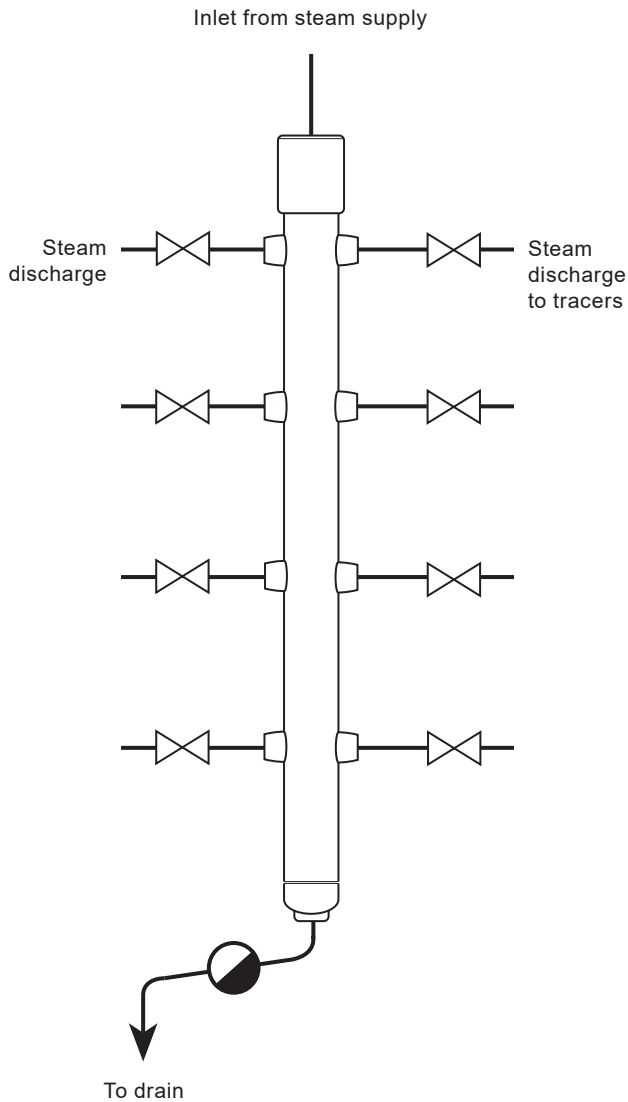 Inlet from steam supply
Steam
discharge
Steam
discharge
to tracers
To drain